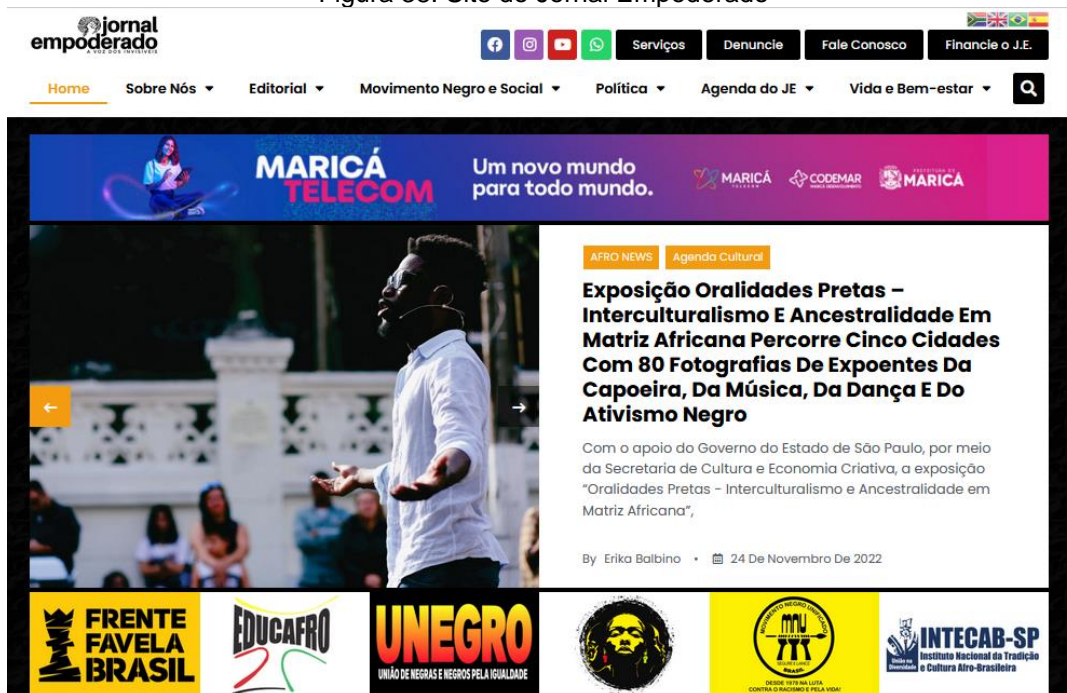 jornal
empoderado
A VOZ DOS INVISÍVEIS
Serviços
Denuncie
Fale Conosco
Financie o J.E.
Home
Sobre Nós
Editorial
Movimento Negro e Social
Política
Agenda do JE
Vida e Bem-estar
MARICÁ
TELECOM
Um novo mundo
para todo mundo.
MARICÁ
TELECOM
CODEMAR
MARICÁ
AFRO NEWS
Agenda Cultural
Exposição Oralidades Pretas –
Interculturalismo E Ancestralidade Em
Matriz Africana Percorre Cinco Cidades
Com 80 Fotografias De Expoentes Da
Capoeira, Da Música, Da Dança E Do
Ativismo Negro
Com o apoio do Governo do Estado de São Paulo, por meio
da Secretaria de Cultura e Economia Criativa, a exposição
“Oralidades Pretas - Interculturalismo e Ancestralidade em
Matriz Africana”,
By Erika Balbino • 24 De Novembro De 2022
FRENTE
FAVELA
BRASIL
EDUCAFRO
UNEGRO
UNIÃO DE NEGRAS E NEGROS PELA IGUALDADE
MOVIMENTO NEGRO UNIFICADO
MNU
BRASIL
DESDE 1978 NA LUTA
CONTRA O RACISMO E PELA VIDA!
União na
Diversidade
INTECAB-SP
Instituto Nacional da Tradição
e Cultura Afro-Brasileira